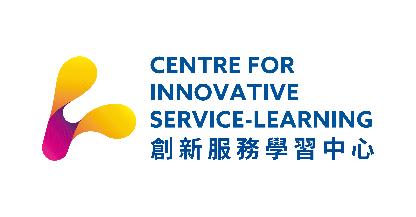 CENTRE FOR
INNOVATIVE
SERVICE-LEARNING
創新服務學習中心